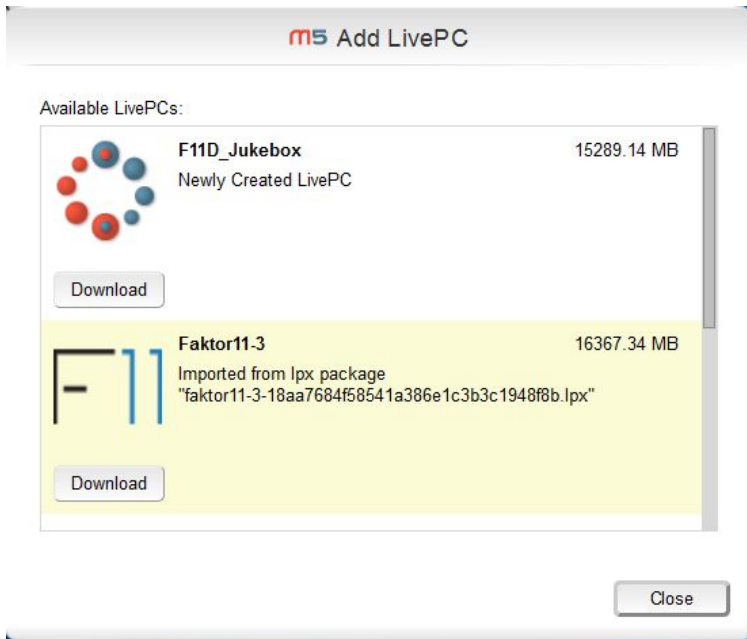 m5 Add LivePC
Available LivePCs:
F11D_Jukebox 15289.14 MB
Newly Created LivePC
Download
F11
Faktor11-3 16367.34 MB
Imported from lpx package
"faktor11-3-18aa7684f58541a386e1c3b3c1948f8b.lpx"
Download
Close